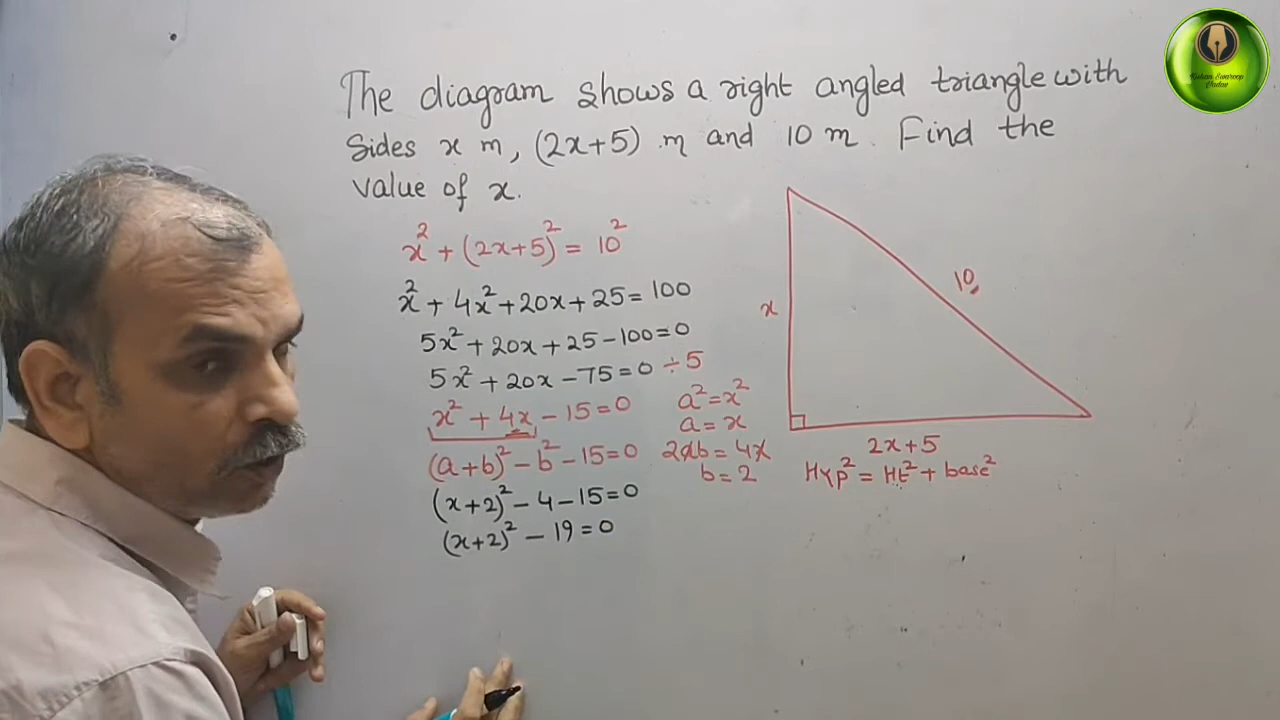 The diagram shows a right angled triangle with
Sides x m, (2x+5) m and 10 m. Find the
value of x.
x² + (2x+5)² = 10²
x² + 4x² + 20x + 25 = 100
5x² + 20x + 25 - 100 = 0
5x² + 20x - 75 = 0 ÷ 5
x² + 4x - 15 = 0
(a+b)² - b² - 15 = 0
(x+2)² - 4 - 15 = 0
(x+2)² - 19 = 0
a² = x²
a = x
2ab = 4x
b = 2
x
10
2x+5
Hyp² = Ht² + base²
Kishan Swaroop
Yadav